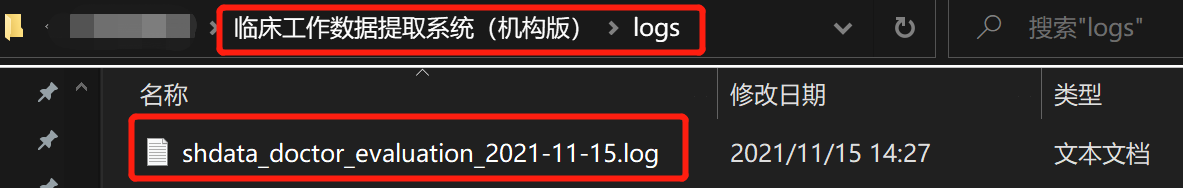 临床工作数据提取系统（机构版） > logs
搜索"logs"
名称 修改日期 类型
shdata_doctor_evaluation_2021-11-15.log 2021/11/15 14:27 文本文档